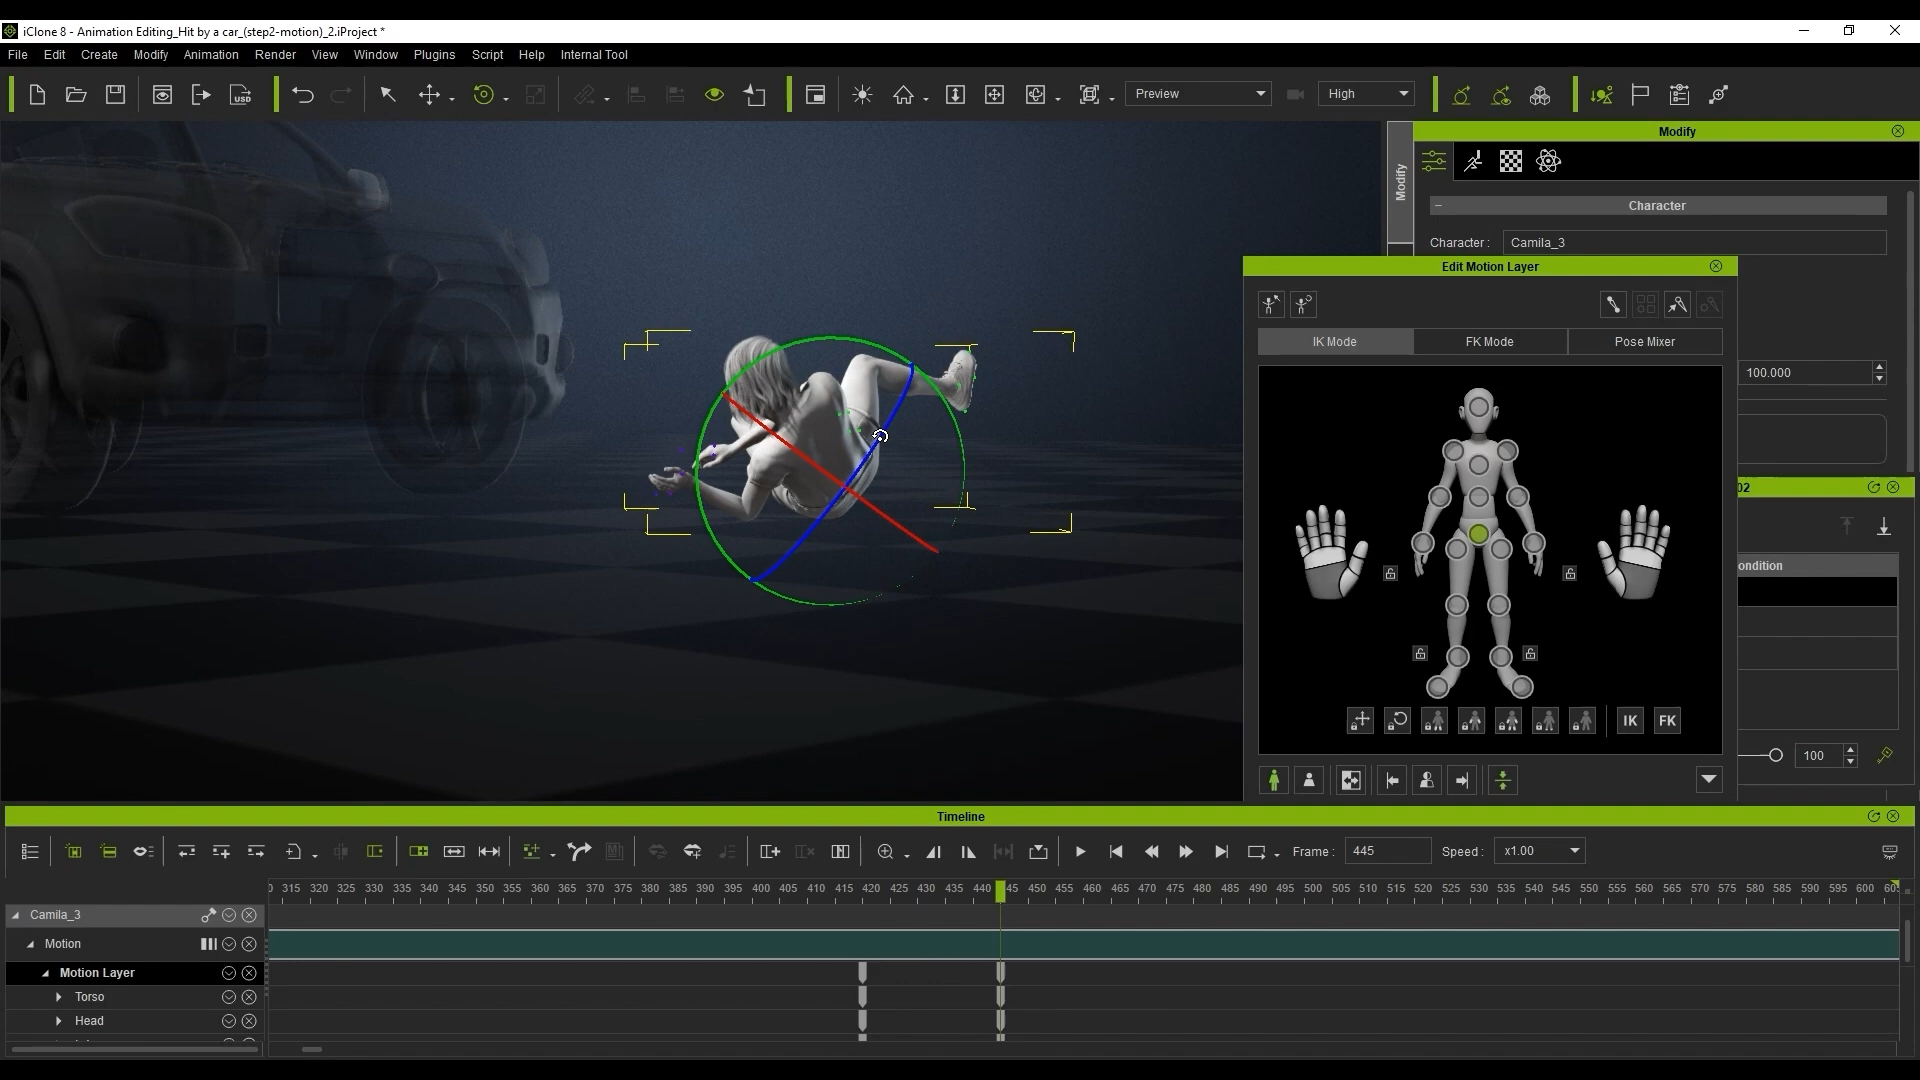 iClone 8 - Animation Editing_Hit by a car_(step2-motion)_2.iProject *
File Edit Create Modify Animation Render View Window Plugins Script Help Internal Tool
USD Preview High
Modify
Modify
Character
Character : Camila_3
Edit Motion Layer
IK Mode FK Mode Pose Mixer
100.000
02
ondition
IK FK
100
Timeline
Frame : 445 Speed : x1.00
0 315 320 325 330 335 340 345 350 355 360 365 370 375 380 385 390 395 400 405 410 415 420 425 430 435 440 45 450 455 460 465 470 475 480 485 490 495 500 505 510 515 520 525 530 535 540 545 550 555 560 565 570 575 580 585 590 595 600 60
Camila_3
Motion
Motion Layer
Torso
Head